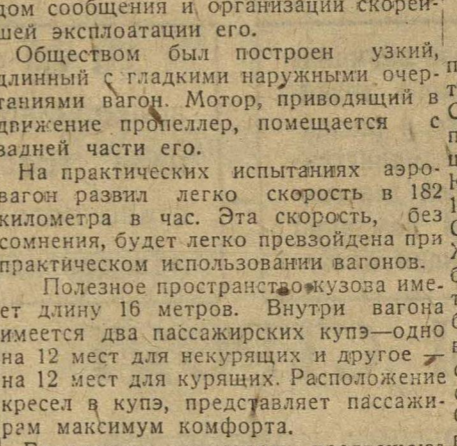 дом сообщения и организации скорей-
шей эксплоатации его.
Обществом был построен узкий,
длинный с гладкими наружными очер-
таниями вагон. Мотор, приводящий в
движение пропеллер, помещается с
задней части его.
На практических испытаниях аэро-
вагон развил легко скорость в 182
километра в час. Эта скорость, без
сомнения, будет легко превзойдена при
практическом использовании вагонов.
Полезное пространство кузова име-
ет длину 16 метров. Внутри вагона
имеется два пассажирских купэ—одно
на 12 мест для некурящих и другое —
на 12 мест для курящих. Расположение
кресел в купэ, представляет пассажи-
рам максимум комфорта.